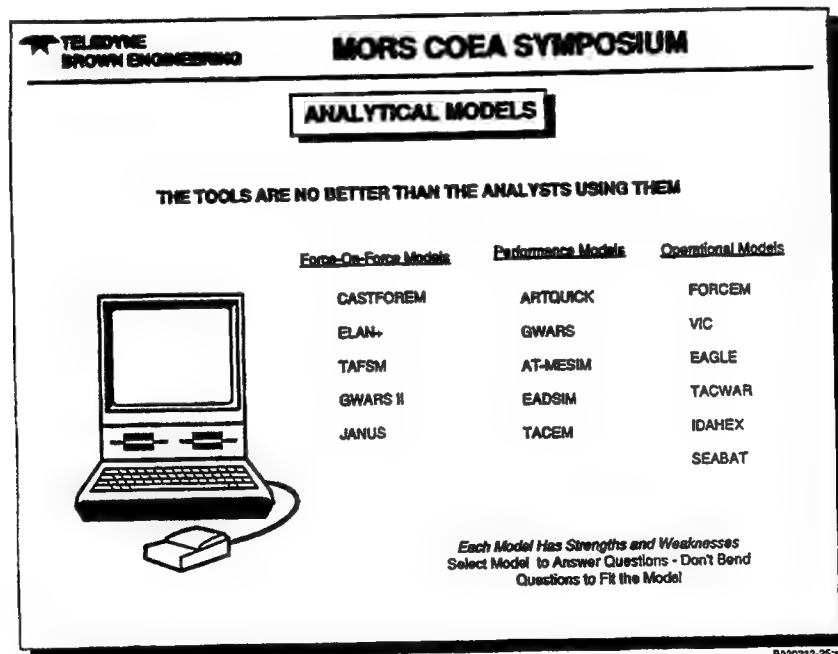 TELEDYNE
BROWN ENGINEERING
MORS COEA SYMPOSIUM
ANALYTICAL MODELS
THE TOOLS ARE NO BETTER THAN THE ANALYSTS USING THEM
Force-On-Force Models
CASTFOREM
ELAN+
TAFSM
GWARS II
JANUS
Performance Models
ARTQUICK
GWARS
AT-MESIM
EADSIM
TACEM
Operational Models
FORCEM
VIC
EAGLE
TACWAR
IDAHEX
SEABAT
Each Model Has Strengths and Weaknesses
Select Model to Answer Questions - Don't Bend
Questions to Fit the Model